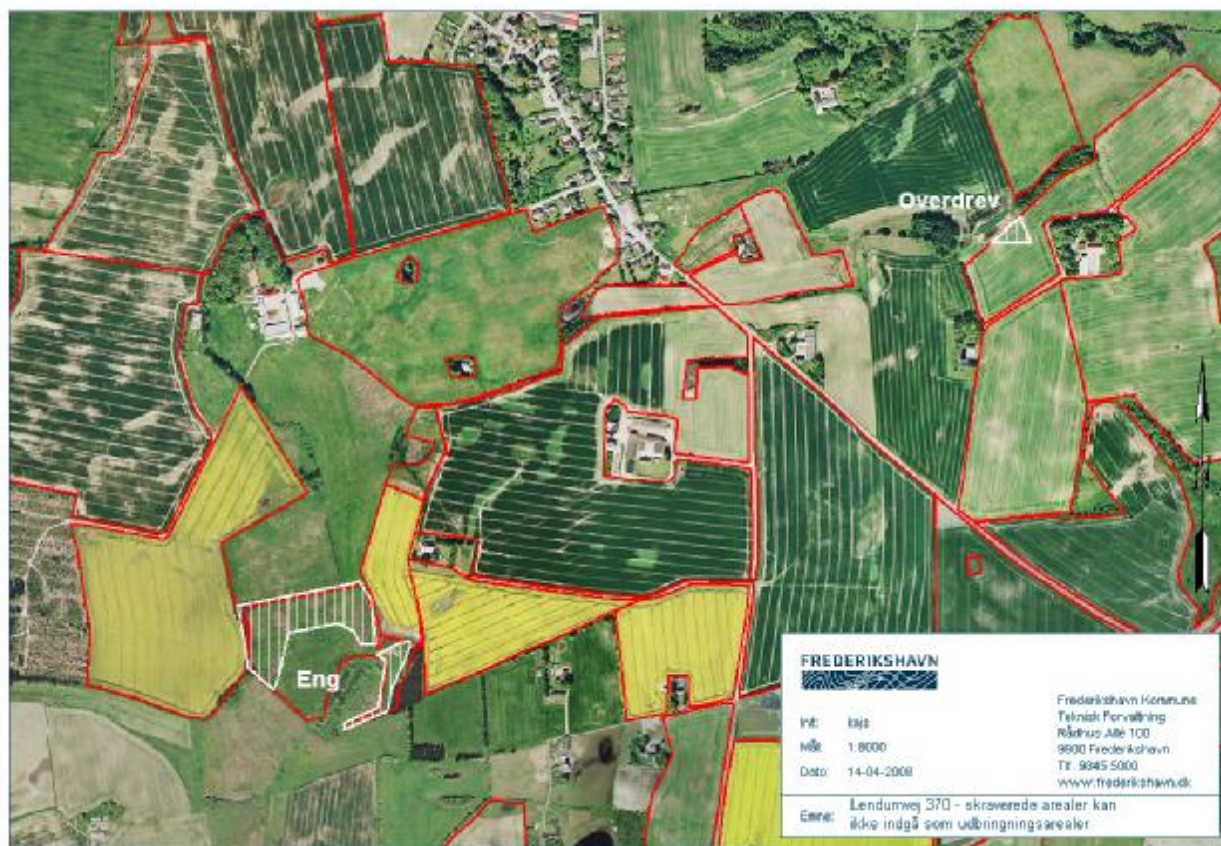 Overdrev
Eng
FREDERIKSHAVN
Init: kajs
Mål: 1:8000
Dato: 14-04-2008
Frederikshavn Kommune
Teknisk Forvaltning
Rådhus Allé 100
9900 Frederikshavn
Tlf. 9845 5000
www.frederikshavn.dk
Emne: Lendumvej 370 - skraverede arealer kan
ikke indgå som udbringningsarealer